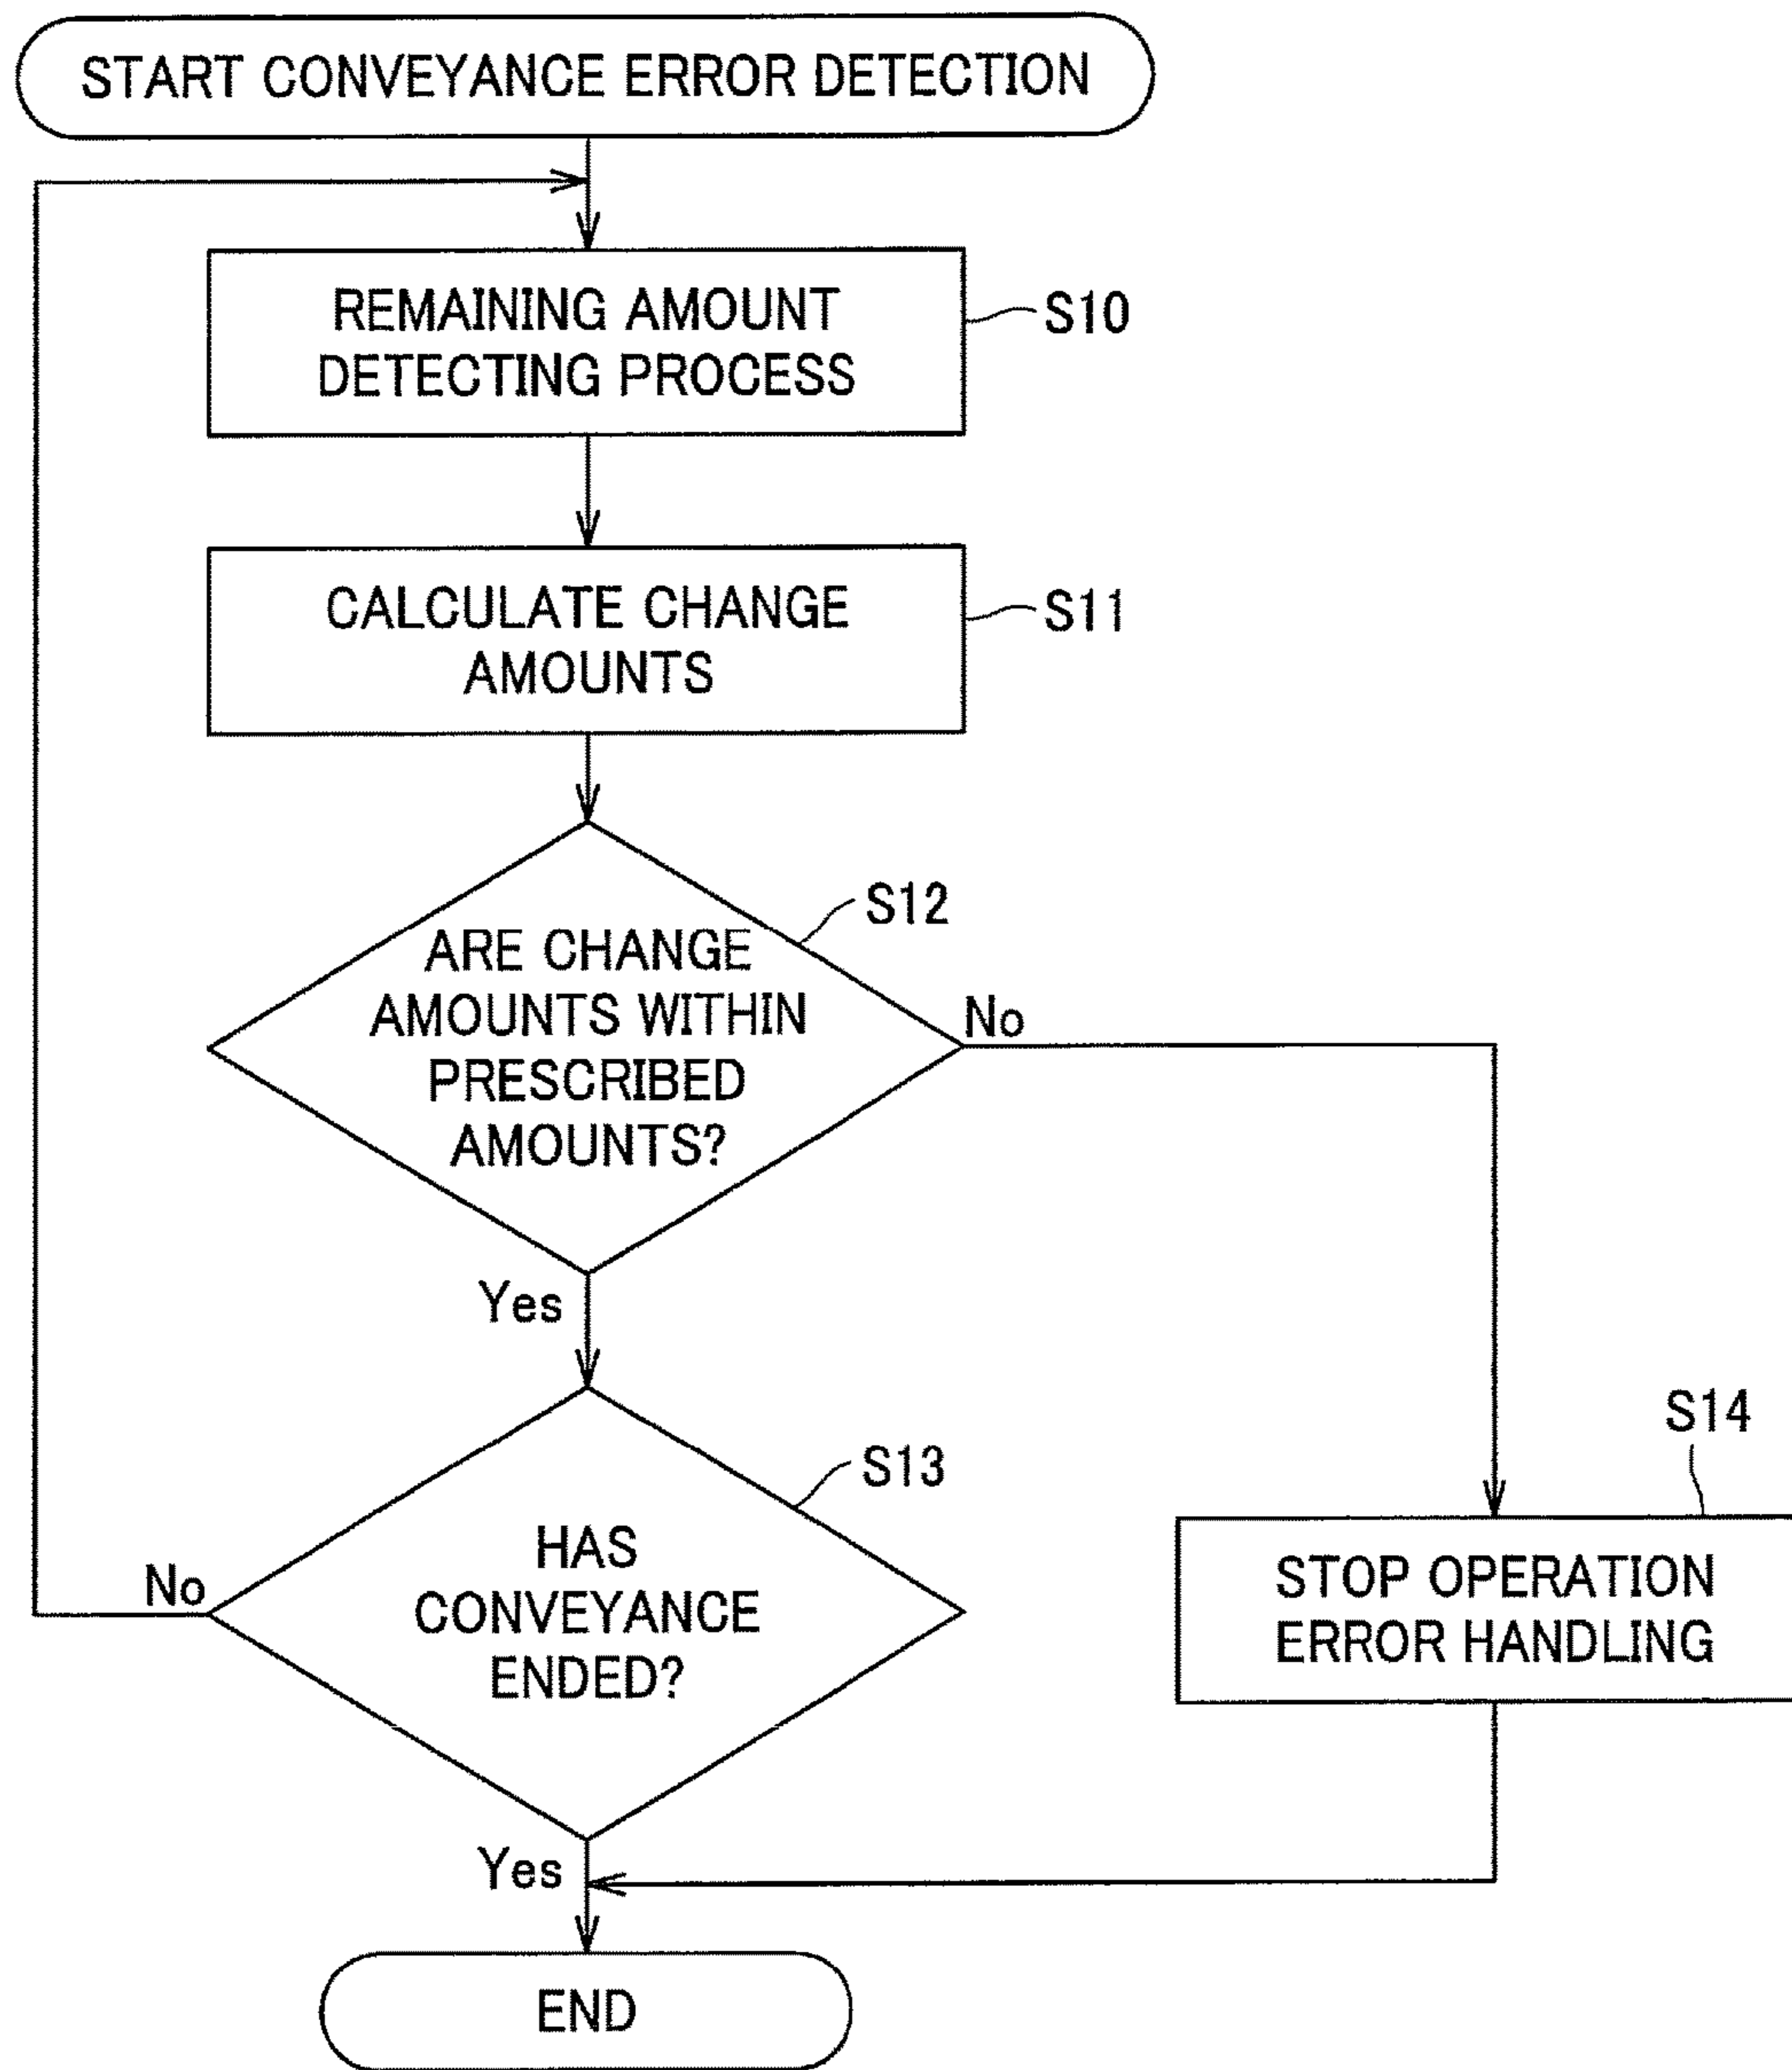 START CONVEYANCE ERROR DETECTION
REMAINING AMOUNT
DETECTING PROCESS
S10
CALCULATE CHANGE
AMOUNTS
S11
S12
ARE CHANGE
AMOUNTS WITHIN
PRESCRIBED
AMOUNTS?
No
Yes
S13
HAS
CONVEYANCE
ENDED?
No
Yes
S14
STOP OPERATION
ERROR HANDLING
END